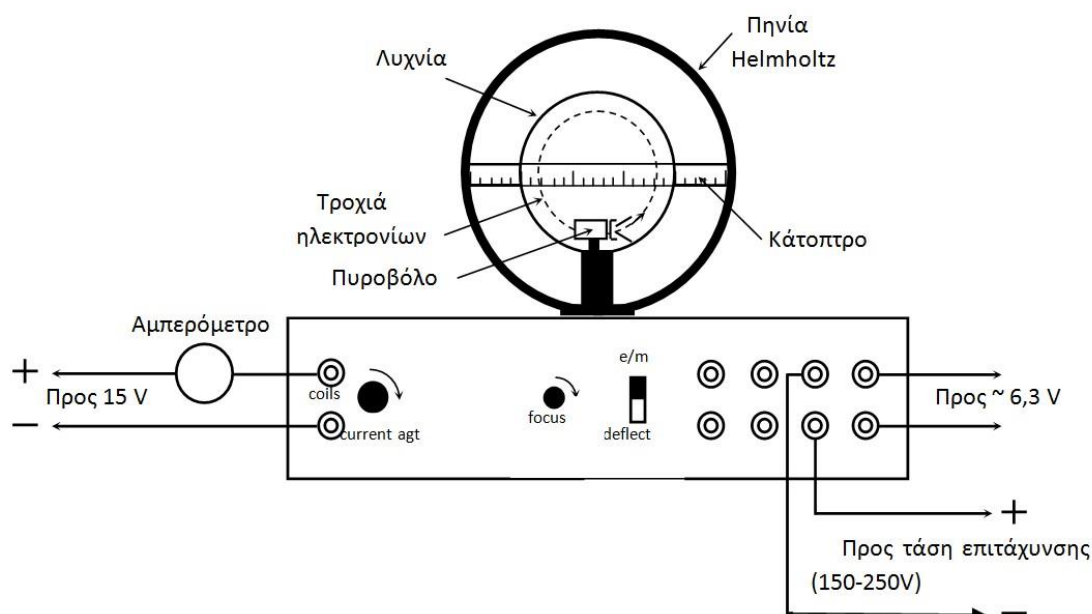 Πηνία
Helmholtz
Λυχνία
Τροχιά
ηλεκτρονίων
Κάτοπτρο
Πυροβόλο
Αμπερόμετρο
e/m
+
Προς 15 V
coils
Προς ~ 6,3 V
−
current agt
focus
deflect
+
Προς τάση επιτάχυνσης
(150-250V)
−